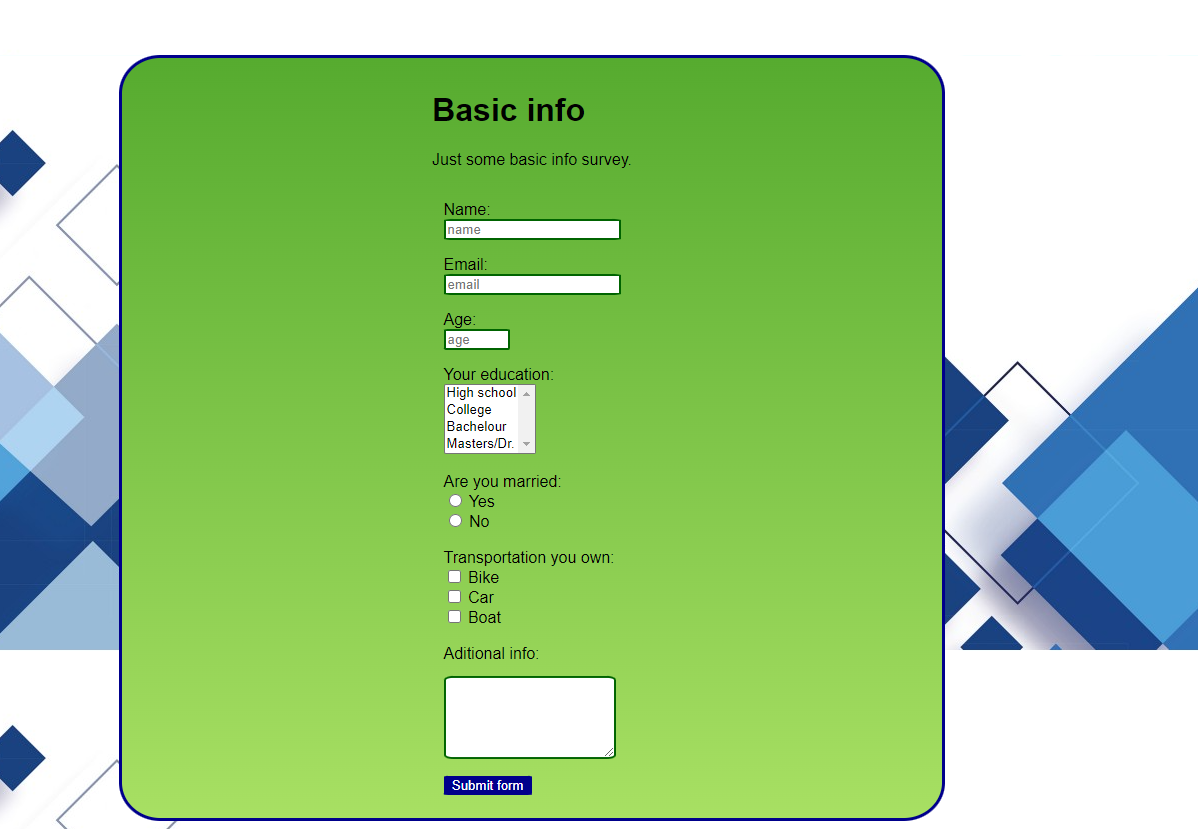 Basic info
Just some basic info survey.
Name:
name
Email:
email
Age:
age
Your education:
High school
College
Bachelour
Masters/Dr.
Are you married:
Yes
No
Transportation you own:
Bike
Car
Boat
Aditional info:
Submit form